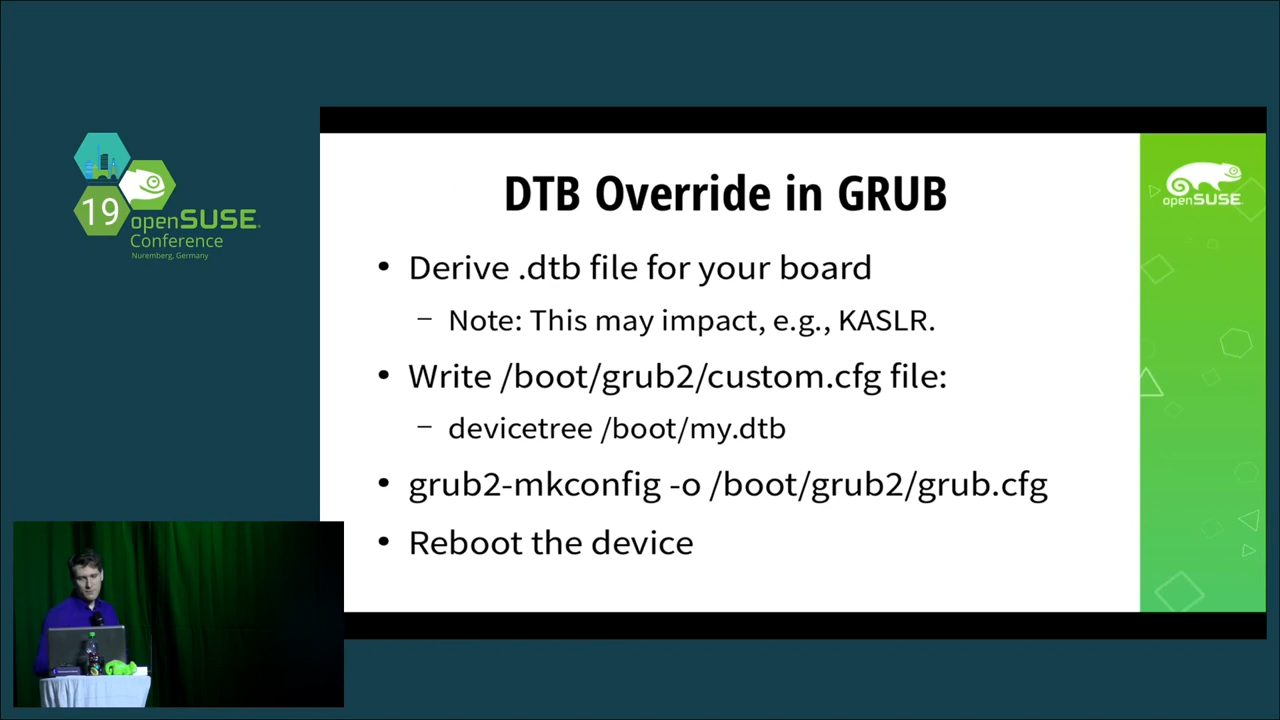 19
openSUSE
Conference
Nuremberg, Germany
DTB Override in GRUB
openSUSE
• Derive .dtb file for your board
– Note: This may impact, e.g., KASLR.
• Write /boot/grub2/custom.cfg file:
– devicetree /boot/my.dtb
• grub2-mkconfig -o /boot/grub2/grub.cfg
• Reboot the device